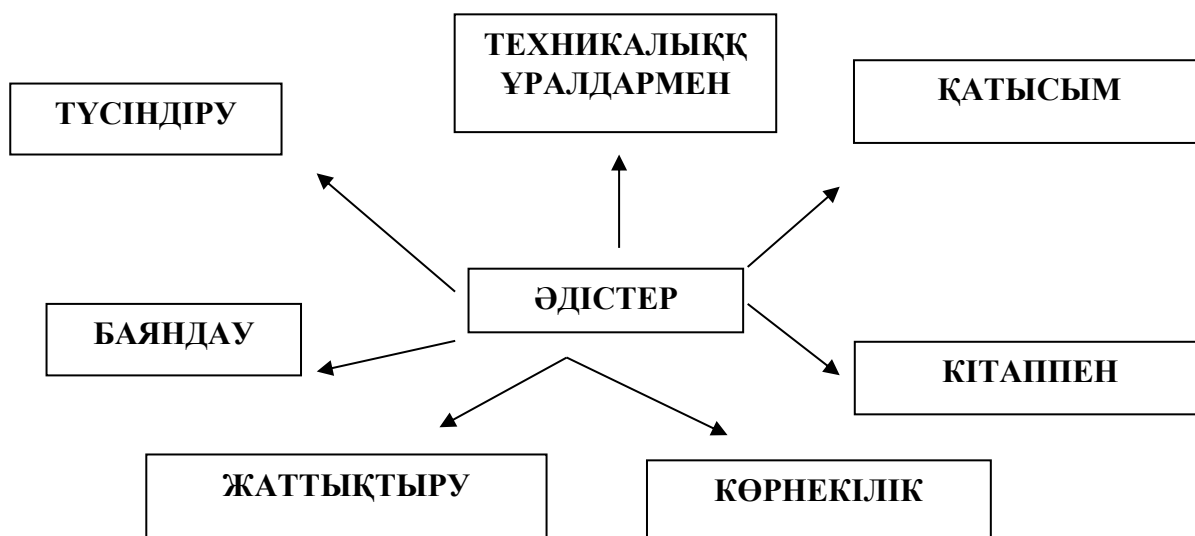 ТЕХНИКАЛЫҚҚ
ҰРАЛДАРМЕН
ҚАТЫСЫМ
ТҮСІНДІРУ
ӘДІСТЕР
БАЯНДАУ
КІТАППЕН
ЖАТТЫҚТЫРУ
КӨРНЕКІЛІК